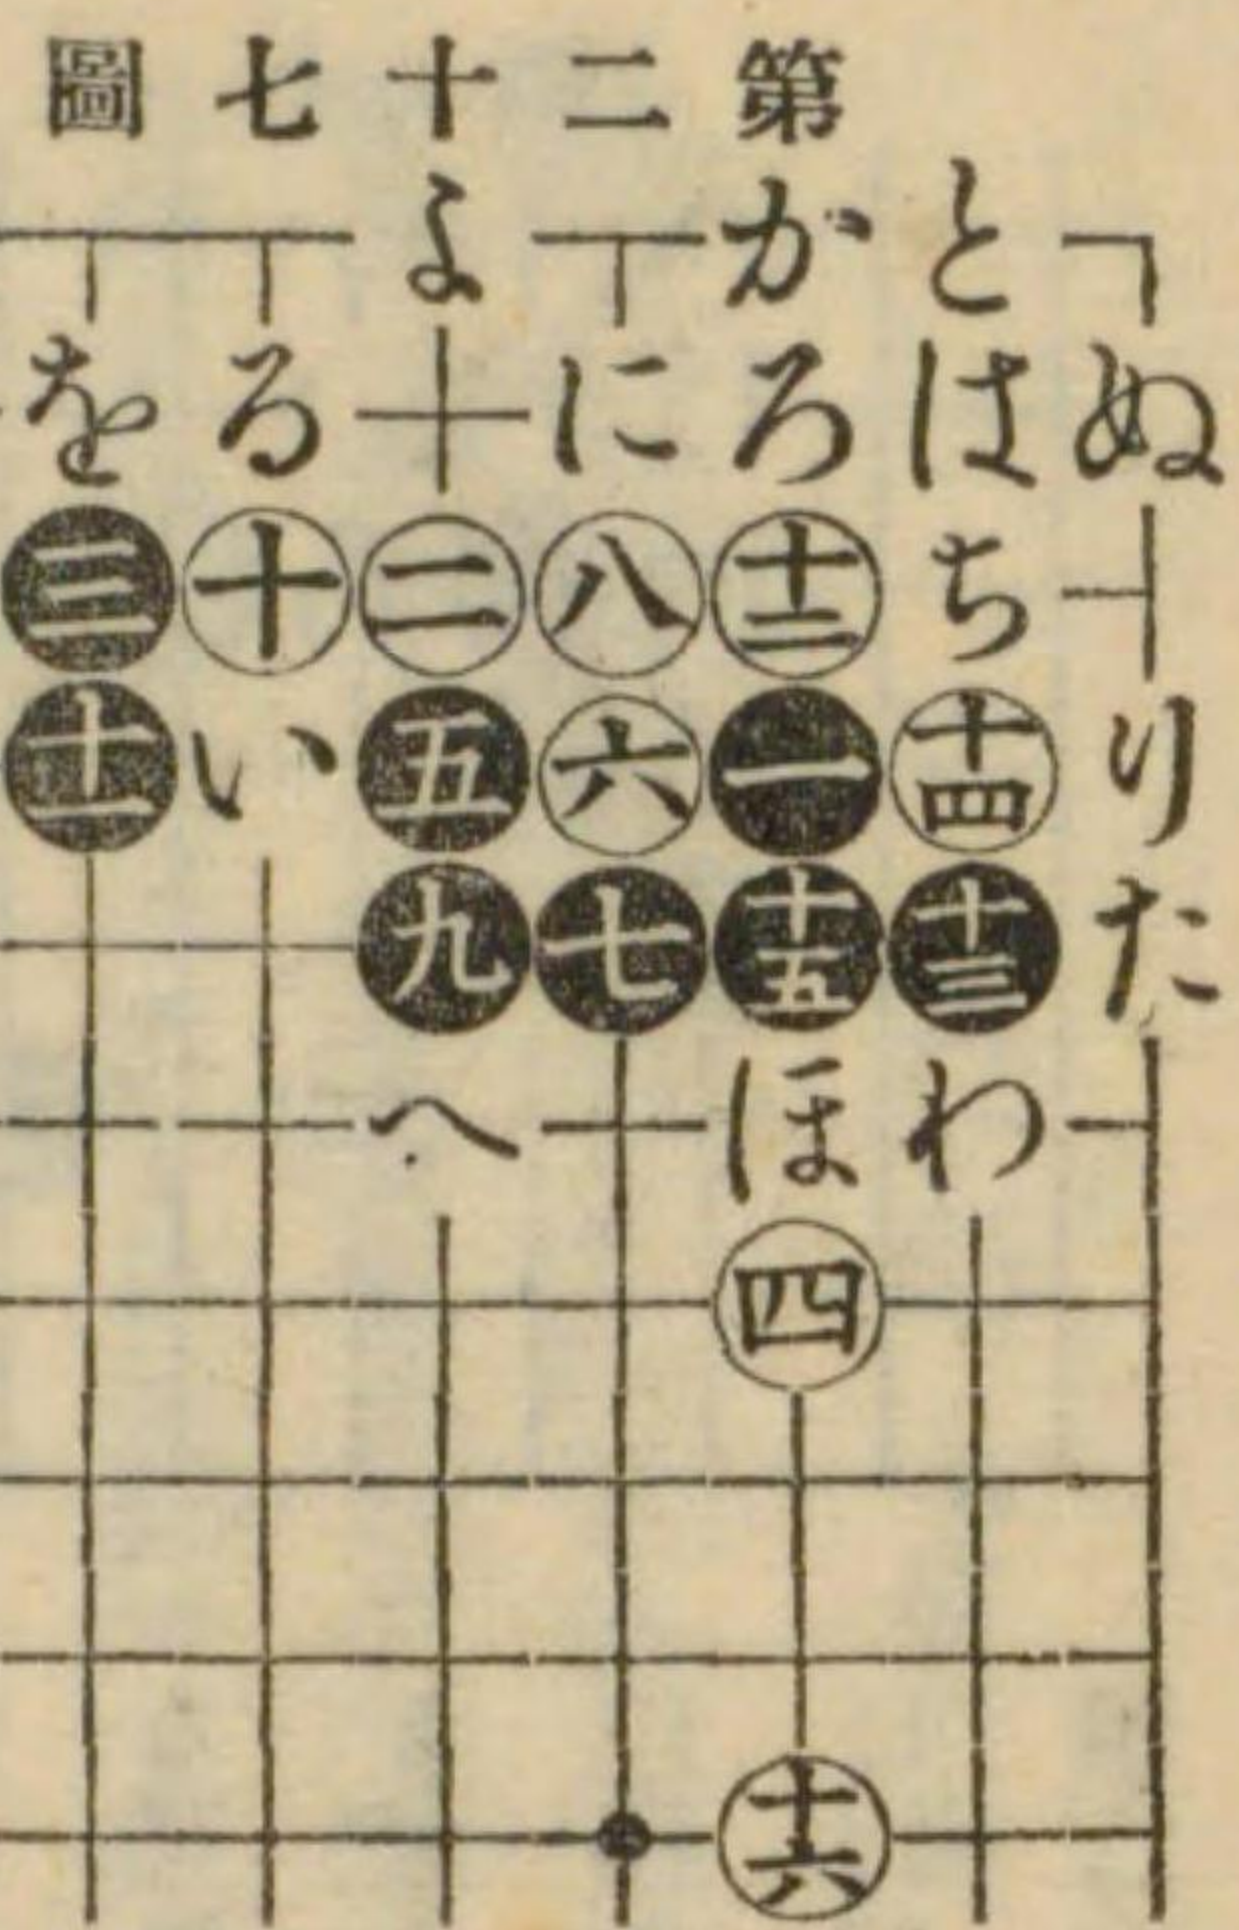 第二十七圖
と が よ
ぬ は ろ に る を
ち 十二 八 二 十 三
り 十四 一 六 五 い 十一
た 十三 十五 七 九
わ ほ へ
四
十六